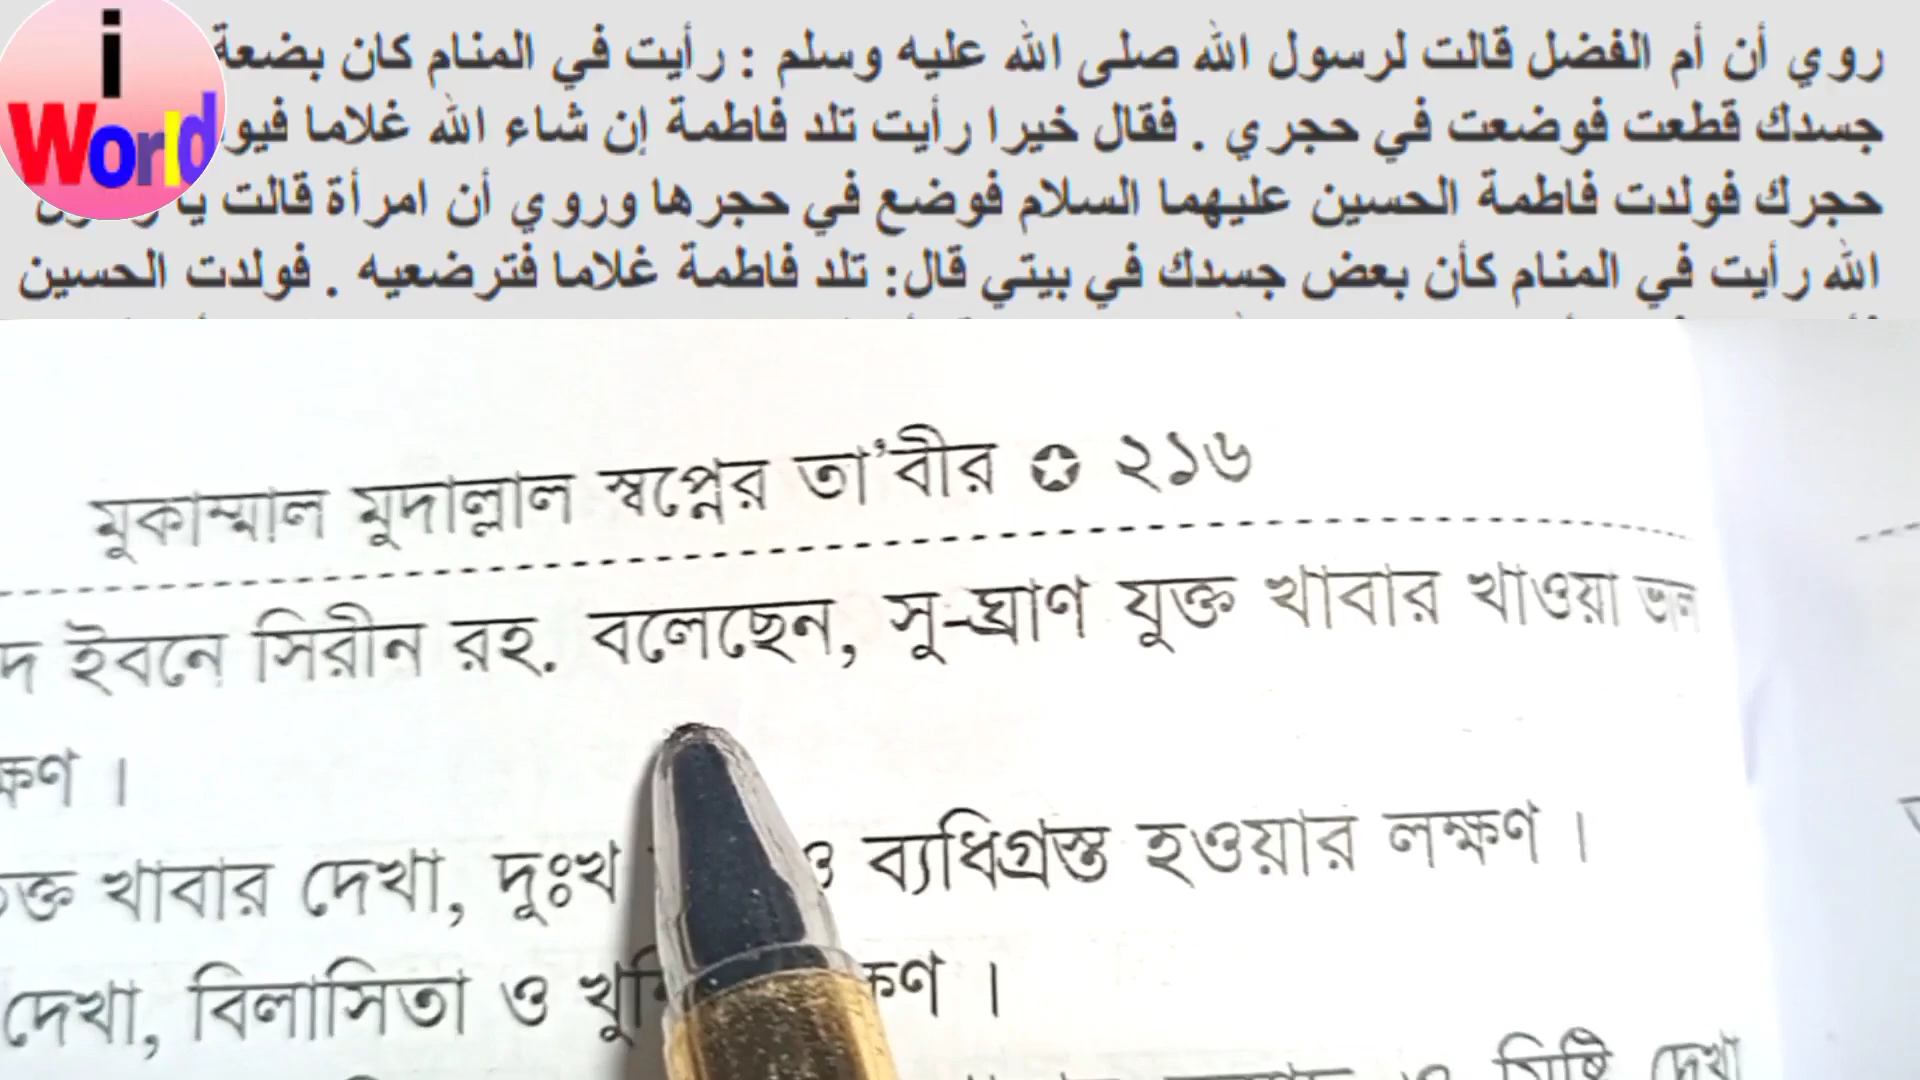 i
World
روي أن أم الفضل قالت لرسول الله صلى الله عليه وسلم : رأيت في المنام كان بضعة
جسدك قطعت فوضعت في حجري . فقال خيرا رأيت تلد فاطمة إن شاء الله غلاما
حجرك فولدت فاطمة الحسين عليهما السلام فوضع في حجرها وروي أن امرأة قالت يا
الله رأيت في المنام كأن بعض جسدك في بيتي قال: تلد فاطمة غلاما فترضعيه . فولدت الحسين
মুকাম্মাল মুদাল্লাল স্বপ্নের তা'বীর ✪ ২১৬
ইবনে সিরীন রহ. বলেছেন, সু-ঘ্রাণ যুক্ত খাবার খাওয়া
ক্ষণ ।
ক্ত খাবার দেখা, দুঃখ ও ব্যধিগ্রস্ত হওয়ার লক্ষণ ।
দেখা, বিলাসিতা ও ক্ষণ ।
ও মিষ্টি দেখা